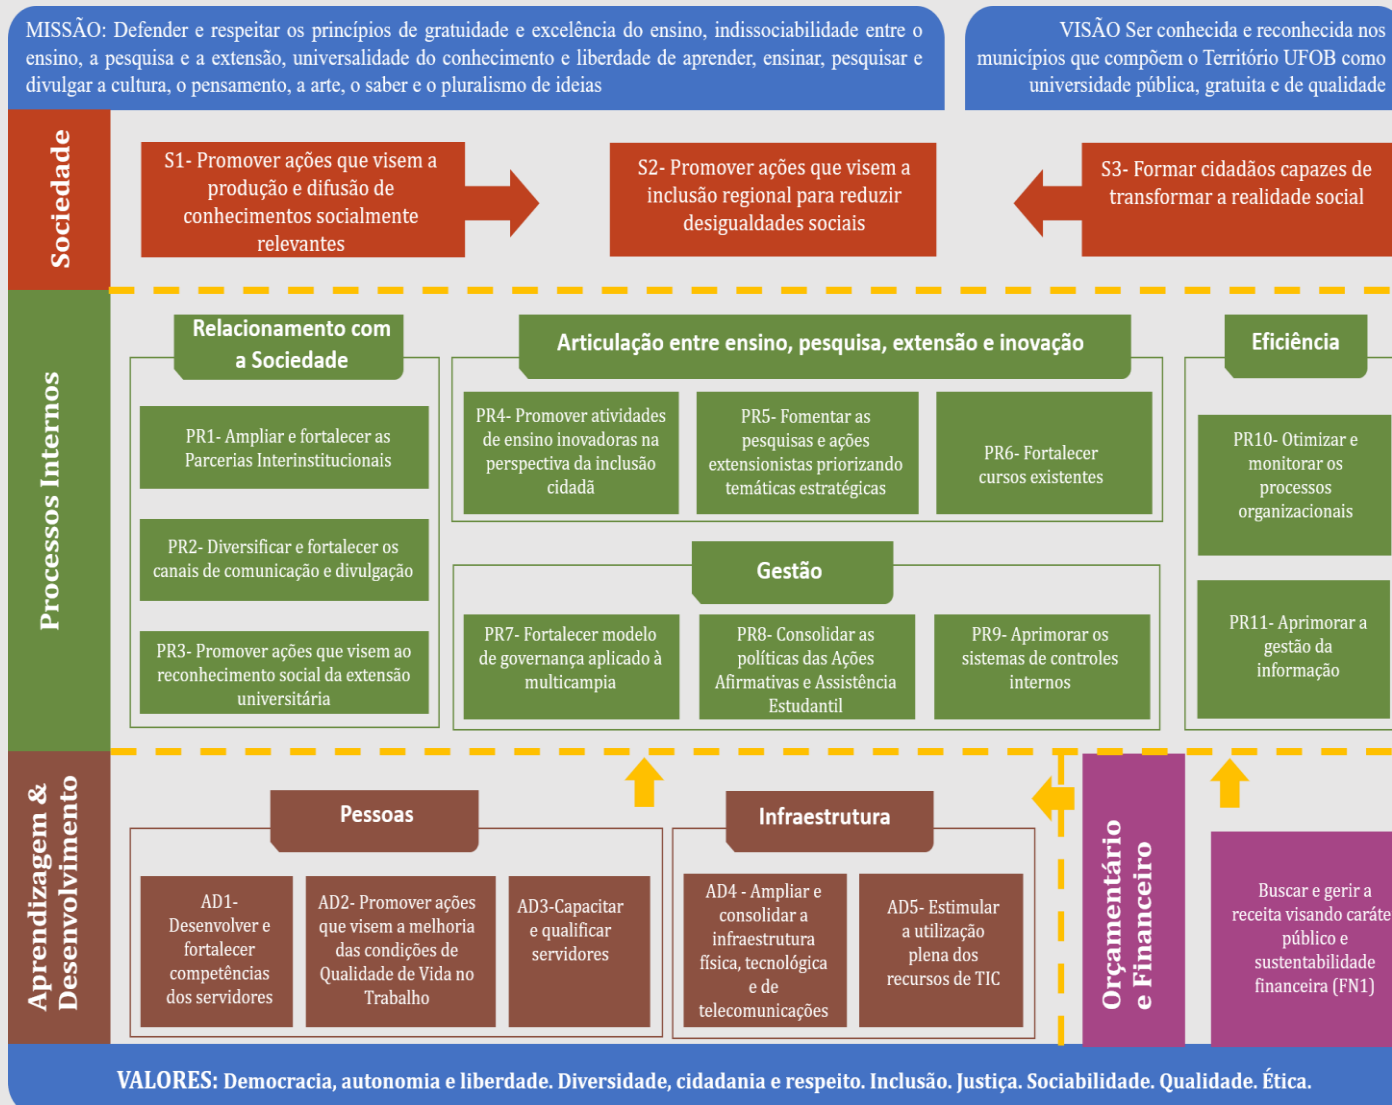 MISSÃO: Defender e respeitar os princípios de gratuidade e excelência do ensino, indissociabilidade entre o
ensino, a pesquisa e a extensão, universalidade do conhecimento e liberdade de aprender, ensinar, pesquisar e
divulgar a cultura, o pensamento, a arte, o saber e o pluralismo de ideias
VISÃO Ser conhecida e reconhecida nos
municípios que compõem o Território UFOB como
universidade pública, gratuita e de qualidade
Sociedade
S1- Promover ações que visem a
produção e difusão de
conhecimentos socialmente
relevantes
S2- Promover ações que visem a
inclusão regional para reduzir
desigualdades sociais
S3- Formar cidadãos capazes de
transformar a realidade social
Processos Internos
Relacionamento com
a Sociedade
PR1- Ampliar e fortalecer as
Parcerias Interinstitucionais
PR2- Diversificar e fortalecer os
canais de comunicação e divulgação
PR3- Promover ações que visem ao
reconhecimento social da extensão
universitária
Articulação entre ensino, pesquisa, extensão e inovação
PR4- Promover atividades
de ensino inovadoras na
perspectiva da inclusão
cidadã
PR5- Fomentar as
pesquisas e ações
extensionistas priorizando
temáticas estratégicas
PR6- Fortalecer
cursos existentes
Gestão
PR7- Fortalecer modelo
de governança aplicado à
multicampia
PR8- Consolidar as
políticas das Ações
Afirmativas e Assistência
Estudantil
PR9- Aprimorar os
sistemas de controles
internos
Eficiência
PR10- Otimizar e
monitorar os
processos
organizacionais
PR11- Aprimorar a
gestão da
informação
Aprendizagem &
Desenvolvimento
Pessoas
AD1-
Desenvolver e
fortalecer
competências
dos servidores
AD2- Promover ações
que visem a melhoria
das condições de
Qualidade de Vida no
Trabalho
AD3-Capacitar
e qualificar
servidores
Infraestrutura
AD4 - Ampliar e
consolidar a
infraestrutura
física, tecnológica
e de
telecomunicações
AD5- Estimular
a utilização
plena dos
recursos de TIC
Orçamentário
e Financeiro
Buscar e gerir a
receita visando caráte
público e
sustentabilidade
financeira (FN1)
VALORES: Democracia, autonomia e liberdade. Diversidade, cidadania e respeito. Inclusão. Justiça. Sociabilidade. Qualidade. Ética.